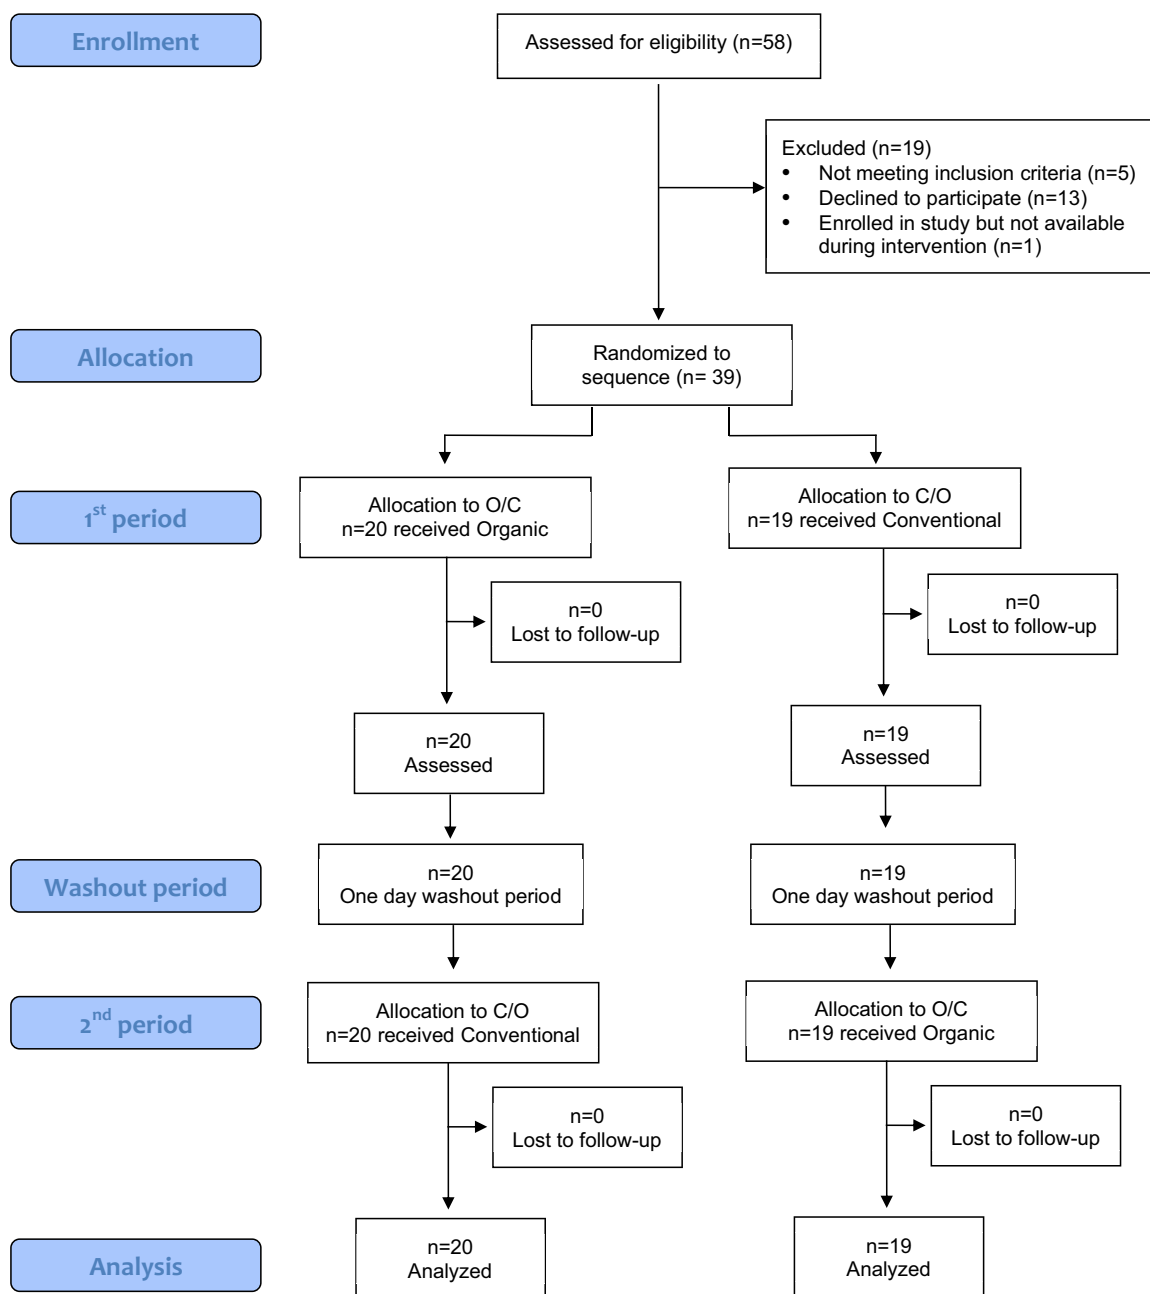 Enrollment
Assessed for eligibility (n=58)
Excluded (n=19)
• Not meeting inclusion criteria (n=5)
• Declined to participate (n=13)
• Enrolled in study but not available
during intervention (n=1)
Allocation
Randomized to
sequence (n= 39)
1st period
Allocation to O/C
n=20 received Organic
Allocation to C/O
n=19 received Conventional
n=0
Lost to follow-up
n=0
Lost to follow-up
n=20
Assessed
n=19
Assessed
Washout period
n=20
One day washout period
n=19
One day washout period
2nd period
Allocation to C/O
n=20 received Conventional
Allocation to O/C
n=19 received Organic
n=0
Lost to follow-up
n=0
Lost to follow-up
Analysis
n=20
Analyzed
n=19
Analyzed